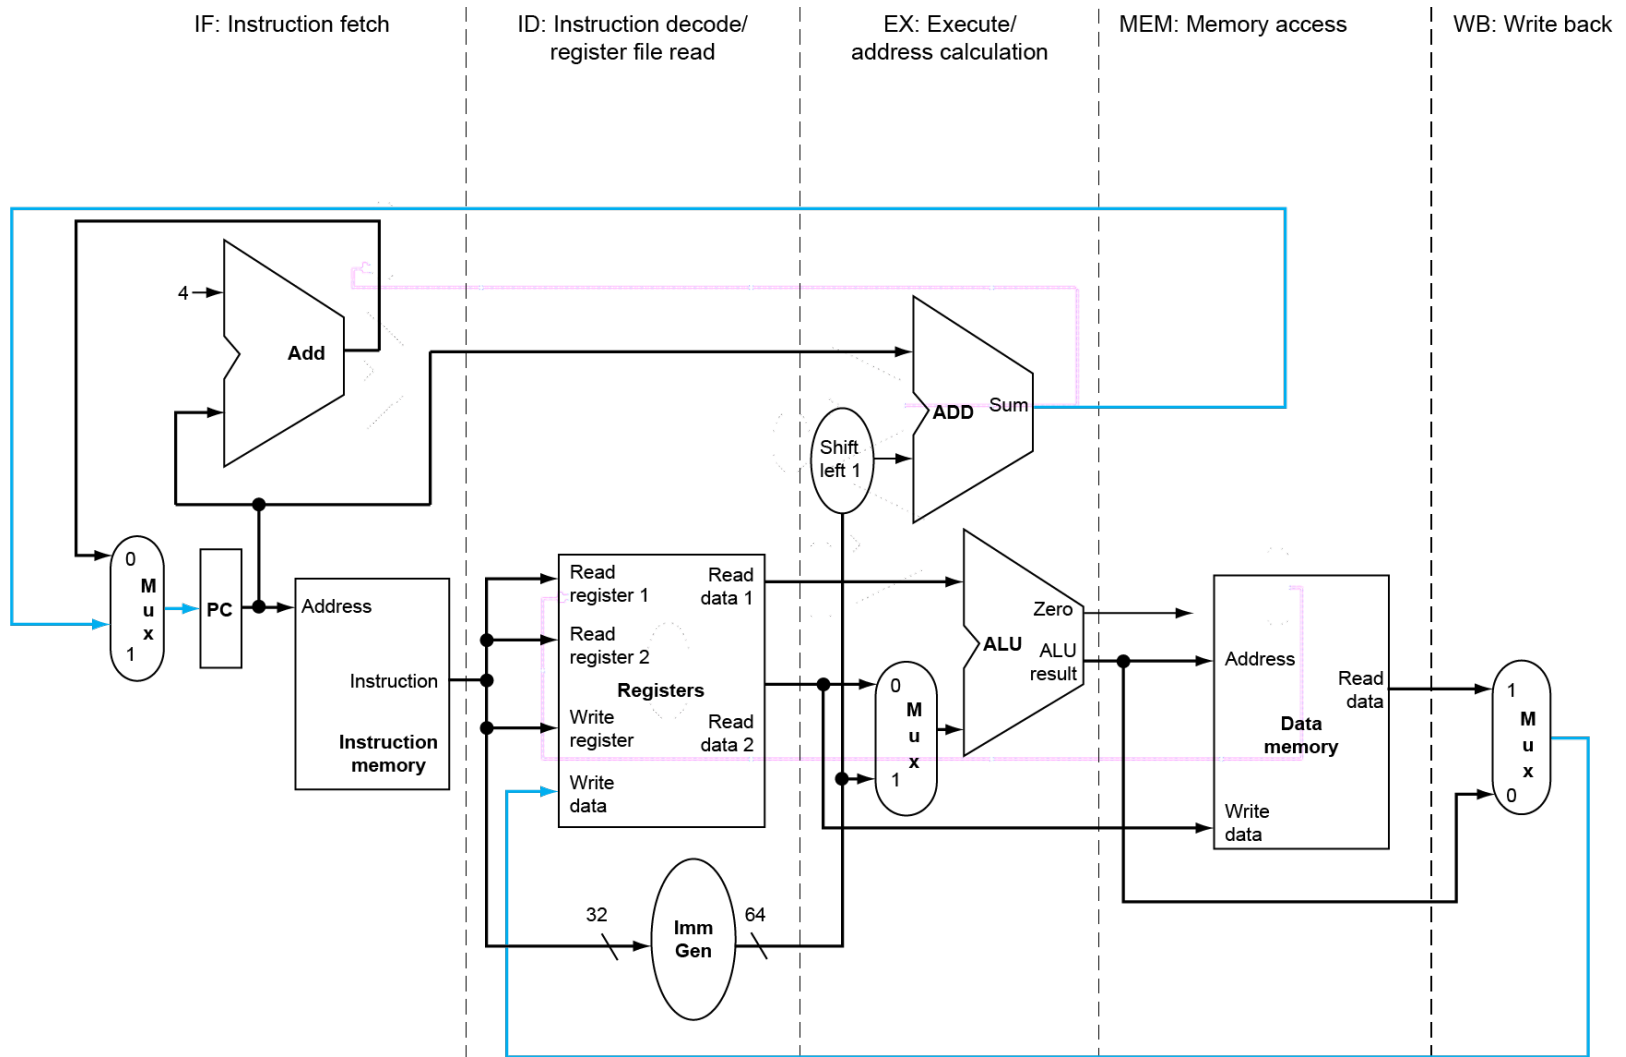 IF: Instruction fetch
ID: Instruction decode/
register file read
EX: Execute/
address calculation
MEM: Memory access
WB: Write back
4
Add
ADD
Sum
Shift
left 1
0
M
u
x
1
PC
Address
Instruction
Instruction
memory
Read
register 1
Read
register 2
Write
register
Write
data
Registers
Read
data 1
Read
data 2
0
M
u
x
1
Zero
ALU
ALU
result
Address
Read
data
Data
memory
Write
data
1
M
u
x
0
32
Imm
Gen
64